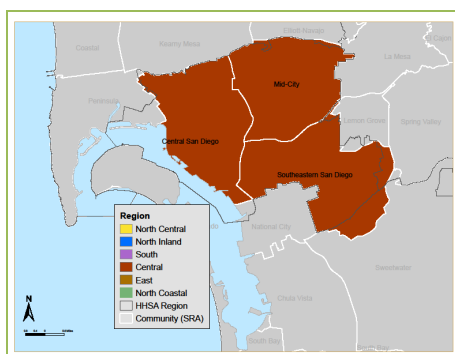 Elliott-Navajo
Coastal
Kearny Mesa
El Cajon
La Mesa
Mid-City
Peninsula
Lemon Grove
Spring Valley
Central San Diego
Southeastern San Diego
National City
Sweetwater
Chula Vista
South Bay
Region
North Central
North Inland
South
Central
East
North Coastal
HHSA Region
Community (SRA)
N